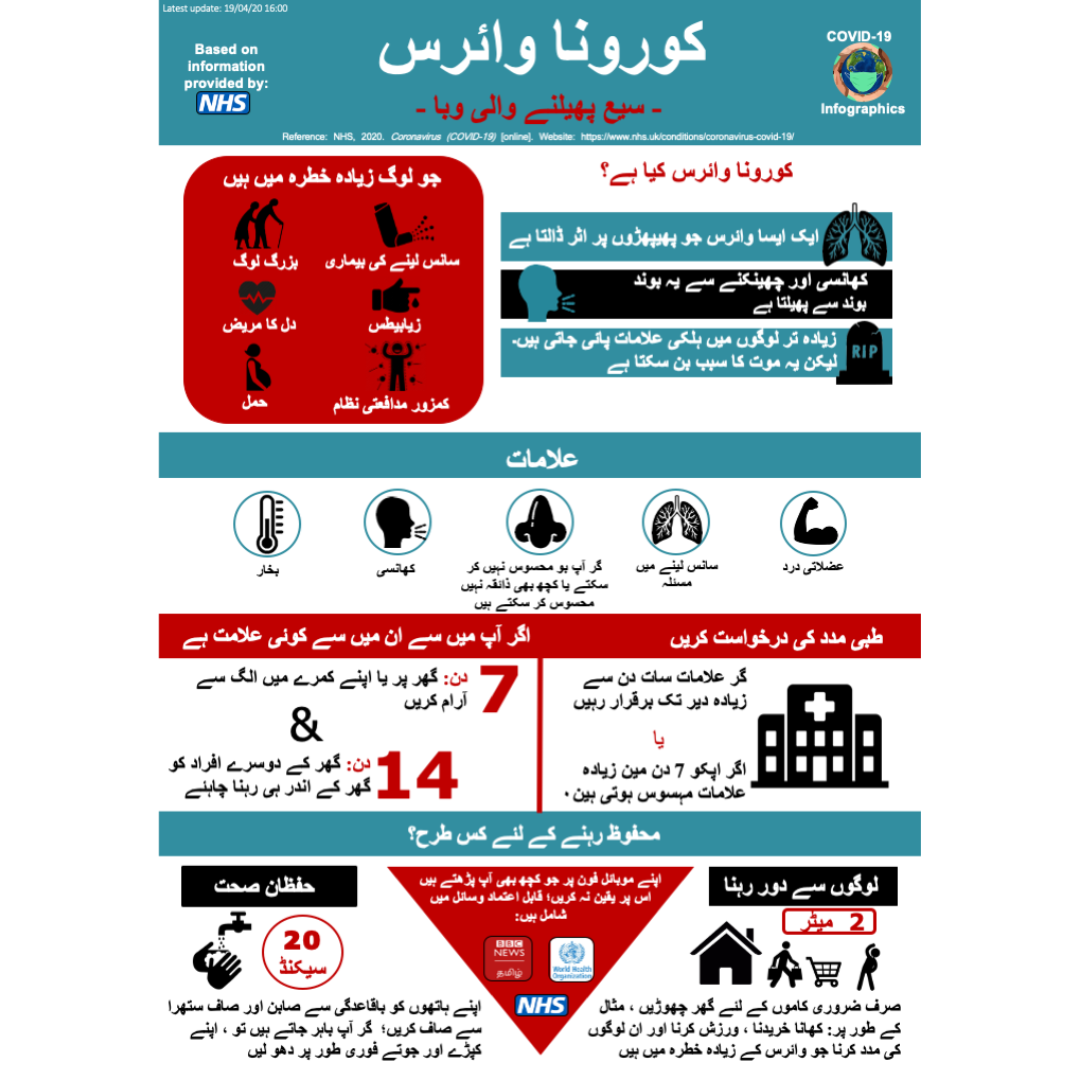 Latest update: 19/04/20 16:00
Based on
information
provided by:
NHS
کورونا وائرس
- سیع پھیلنے والی وبا -
COVID-19
Infographics
Reference: NHS, 2020. Coronavirus (COVID-19) [online]. Website: https://www.nhs.uk/conditions/coronavirus-covid-19/
کورونا وائرس کیا ہے؟
ایک ایسا وائرس جو پھیپھڑوں پر اثر ڈالتا ہے
کھانسی اور چھینکنے سے یہ بوند
بوند سے پھیلتا ہے
زیادہ تر لوگوں میں ہلکی علامات پائی جاتی ہیں۔
لیکن یہ موت کا سبب بن سکتا ہے
RIP
جو لوگ زیادہ خطرہ میں ہیں
سانس لینے کی بیماری
بزرگ لوگ
زیابیطس
دل کا مریض
کمزور مدافعتی نظام
حمل
علامات
عضلاتی درد
سانس لینے میں
مسئلہ
گر آپ بو محسوس نہیں کر
سکتے یا کچھ بھی ذائقہ نہیں
محسوس کر سکتے ہیں
کھانسی
بخار
طبی مدد کی درخواست کریں
گر علامات سات دن سے
زیادہ دیر تک برقرار رہیں
یا
اگر اپکو 7 دن مین زیادہ
علامات مہسوس ہوتی ہین۰
اگر آپ میں سے ان میں سے کوئی علامت ہے
7 دن: گھر پر یا اپنے کمرے میں الگ سے
آرام کریں
&
14 دن: گھر کے دوسرے افراد کو
گھر کے اندر ہی رہنا چاہئے
محفوظ رہنے کے لئے کس طرح؟
لوگوں سے دور رہنا
2 میٹر
صرف ضروری کاموں کے لئے گھر چھوڑیں ، مثال
کے طور پر: کھانا خریدنا ، ورزش کرنا اور ان لوگوں
کی مدد کرنا جو وائرس کے زیادہ خطرہ میں ہیں
اپنے موبائل فون پر جو کچھ بھی آپ پڑھتے ہیں
اس پر یقین نہ کریں؛ قابل اعتماد وسائل میں
شامل ہیں:
BBC
NEWS
தமிழ்
World Health
Organization
NHS
حفظان صحت
20
سیکنڈ
اپنے ہاتھوں کو باقاعدگی سے صابن اور صاف ستھرا
سے صاف کریں؛ گر آپ باہر جاتے ہیں تو ، اپنے
کپڑے اور جوتے فوری طور پر دھو لیں